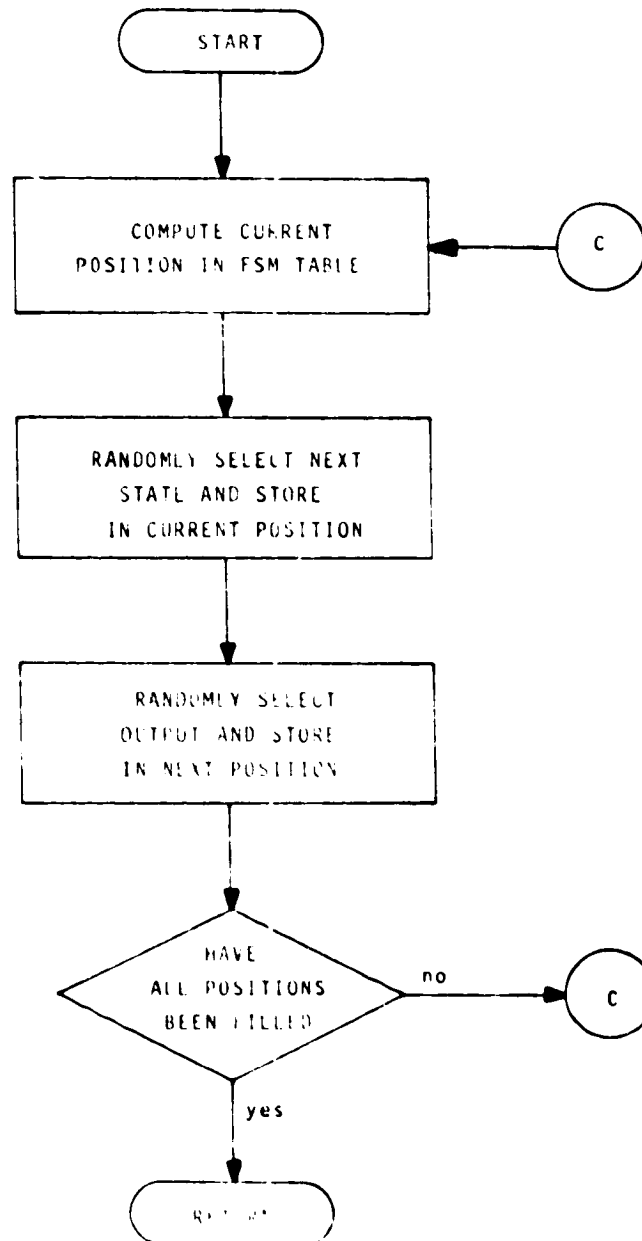 START
COMPUTE CURRENT
POSITION IN FSM TABLE
C
RANDOMLY SELECT NEXT
STATE AND STORE
IN CURRENT POSITION
RANDOMLY SELECT
OUTPUT AND STORE
IN NEXT POSITION
HAVE
ALL POSITIONS
BEEN FILLED
no
C
yes
RETURN